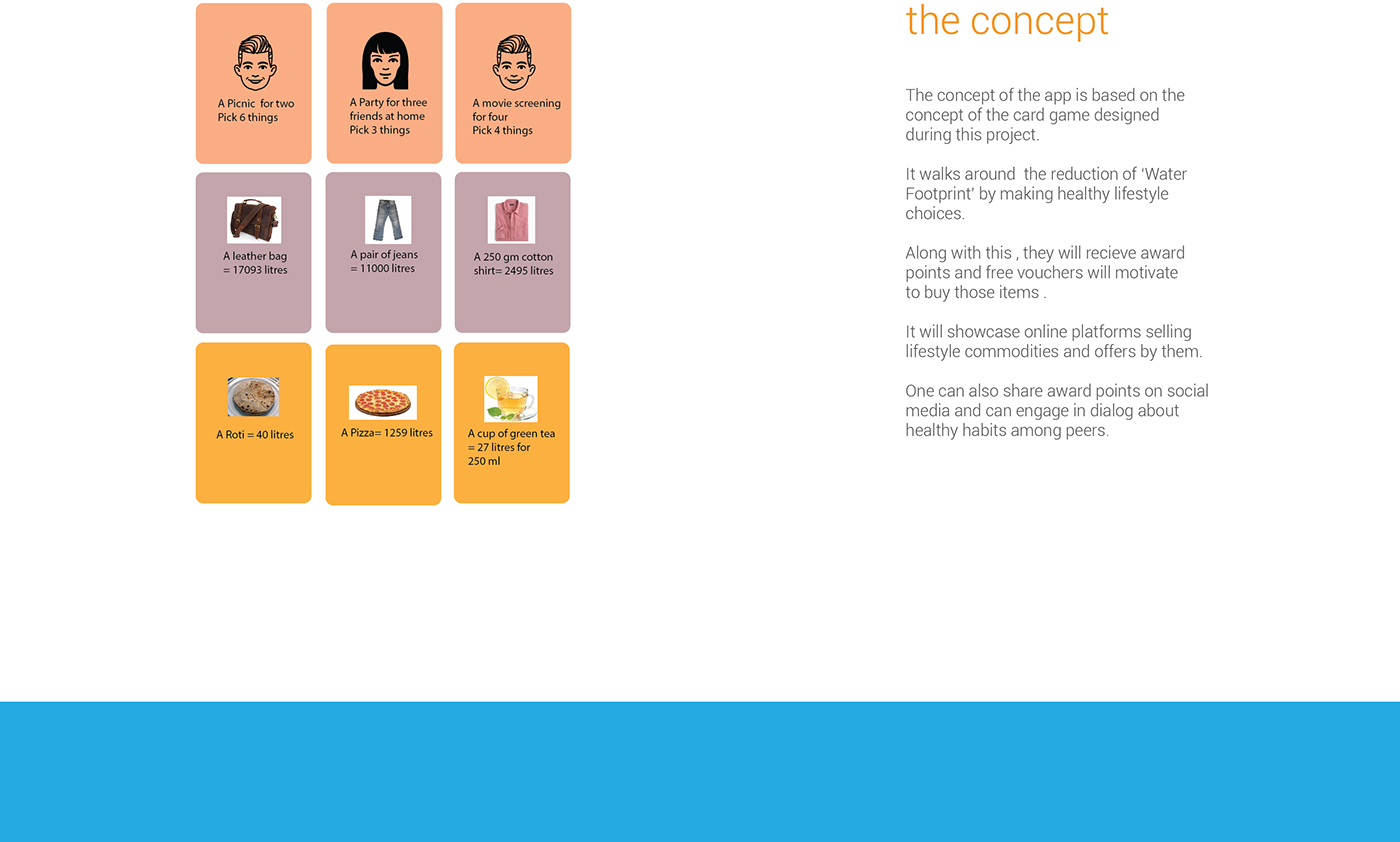 A Picnic  for two
Pick 6 things
A Party for three
friends at home
Pick 3 things
A movie screening
for four
Pick 4 things
A leather bag
= 17093 litres
A pair of jeans
= 11000 litres
A 250 gm cotton
shirt= 2495 litres
A Roti = 40 litres
A Pizza= 1259 litres
A cup of green tea
= 27 litres for
250 ml
the concept
The concept of the app is based on the
concept of the card game designed
during this project.
It walks around  the reduction of 'Water
Footprint' by making healthy lifestyle
choices.
Along with this , they will recieve award
points and free vouchers will motivate
to buy those items .
It will showcase online platforms selling
lifestyle commodities and offers by them.
One can also share award points on social
media and can engage in dialog about
healthy habits among peers.